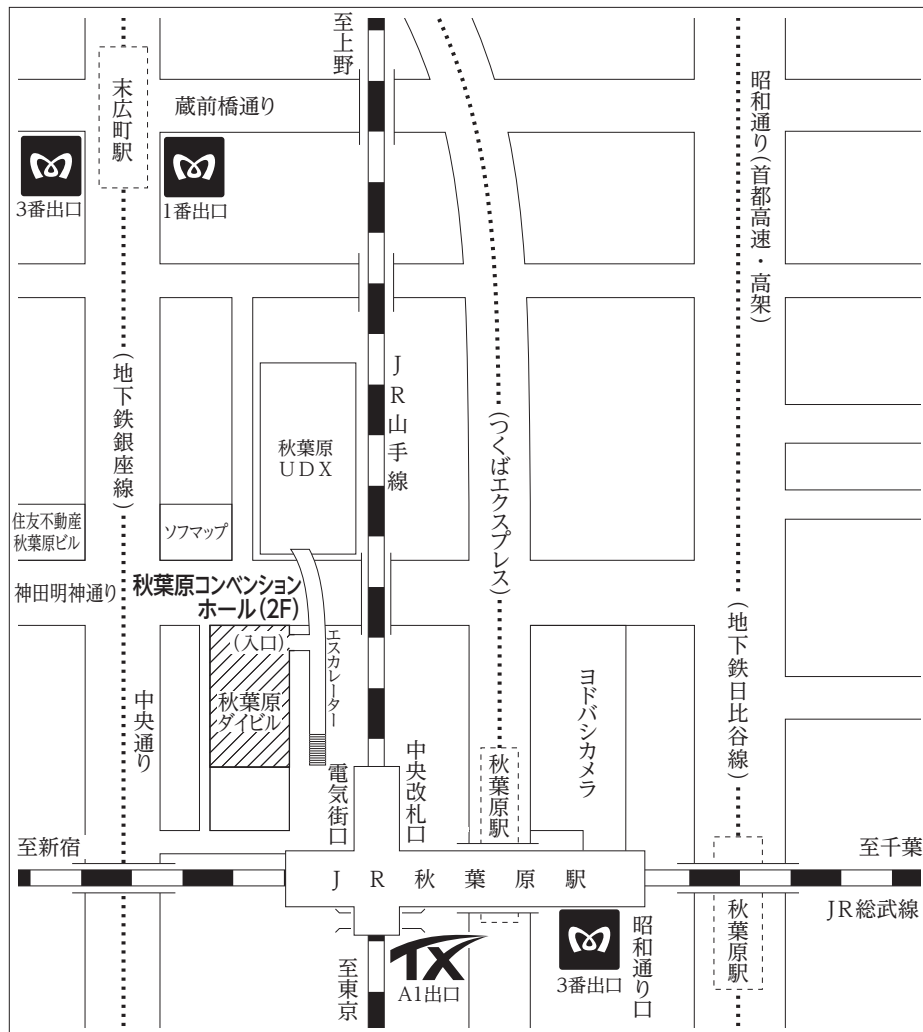 至上野
末広町駅
蔵前橋通り
昭和通り(首都高速・高架)
3番出口
1番出口
(地下鉄銀座線)
JR山手線
(つくばエクスプレス)
秋葉原
UDX
住友不動産
秋葉原ビル
ソフマップ
神田明神通り
秋葉原コンベンション
ホール(2F)
(入口)
エスカレーター
秋葉原
ダイビル
中央通り
ヨドバシカメラ
(地下鉄日比谷線)
電気街口
中央改札口
秋葉原駅
至新宿
至千葉
JR秋葉原駅
JR総武線
秋葉原駅
昭和通り口
至東京
TX
A1出口
3番出口